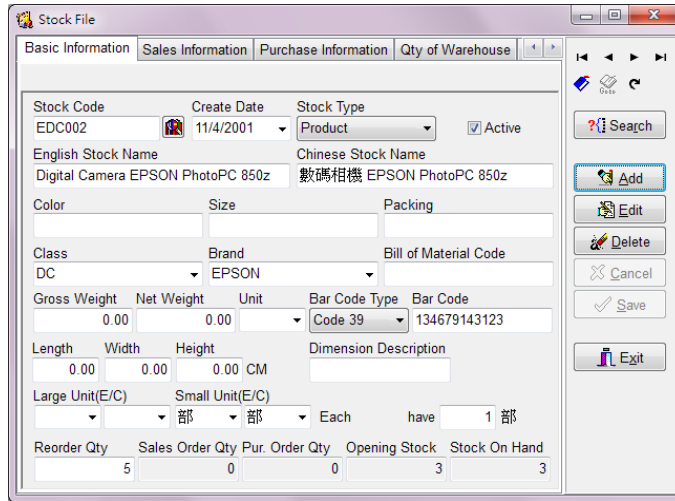 Stock File
Basic Information Sales Information Purchase Information Qty of Warehouse
Stock Code Create Date Stock Type
EDC002 11/4/2001 Product Active
English Stock Name Chinese Stock Name
Digital Camera EPSON PhotoPC 850z 數碼相機 EPSON PhotoPC 850z
Color Size Packing
Class Brand Bill of Material Code
DC EPSON
Gross Weight Net Weight Unit Bar Code Type Bar Code
0.00 0.00 Code 39 134679143123
Length Width Height Dimension Description
0.00 0.00 0.00 CM
Large Unit(E/C) Small Unit(E/C)
部 部 Each have 1 部
Reorder Qty Sales Order Qty Pur. Order Qty Opening Stock Stock On Hand
5 0 0 3 3
Goto
Search
Add
Edit
Delete
Cancel
Save
Exit